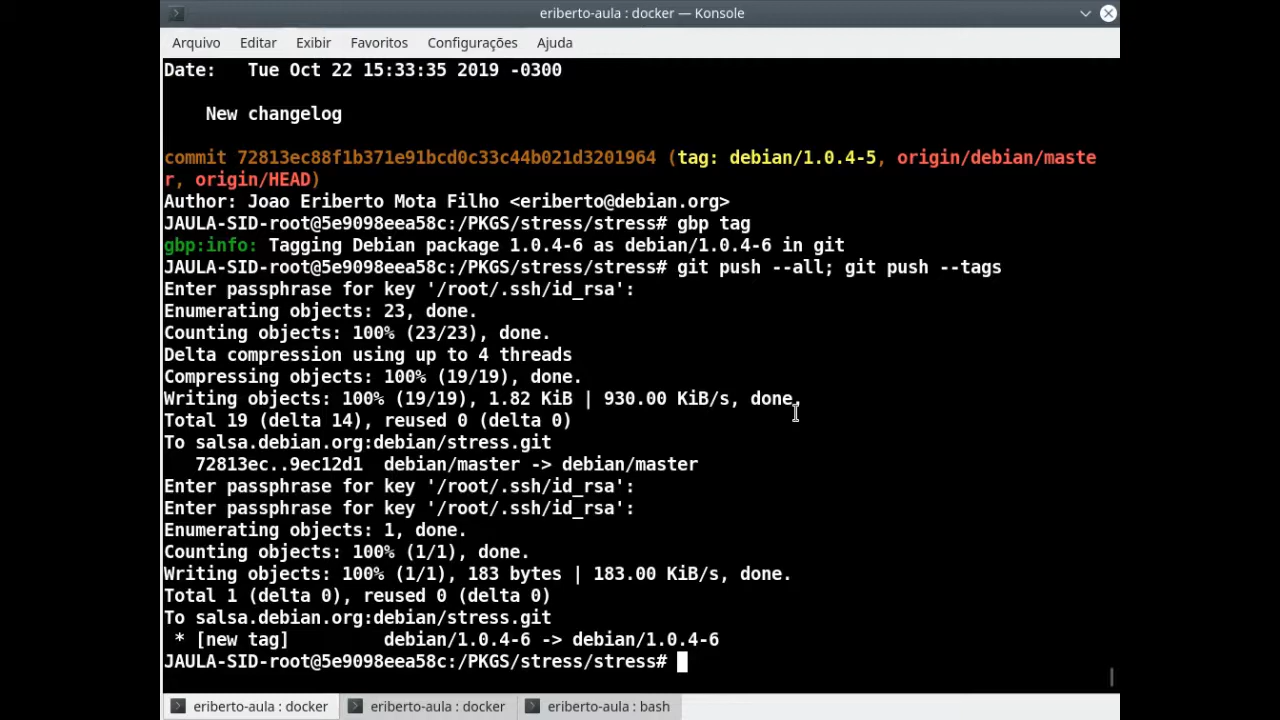 eriberto-aula : docker — Konsole
Arquivo Editar Exibir Favoritos Configurações Ajuda
Date:   Tue Oct 22 15:33:35 2019 -0300
    New changelog
commit 72813ec88f1b371e91bcd0c33c44b021d3201964 (tag: debian/1.0.4-5, origin/debian/maste
r, origin/HEAD)
Author: Joao Eriberto Mota Filho <eriberto@debian.org>
JAULA-SID-root@5e9098eea58c:/PKGS/stress/stress# gbp tag
gbp:info: Tagging Debian package 1.0.4-6 as debian/1.0.4-6 in git
JAULA-SID-root@5e9098eea58c:/PKGS/stress/stress# git push --all; git push --tags
Enter passphrase for key '/root/.ssh/id_rsa':
Enumerating objects: 23, done.
Counting objects: 100% (23/23), done.
Delta compression using up to 4 threads
Compressing objects: 100% (19/19), done.
Writing objects: 100% (19/19), 1.82 KiB | 930.00 KiB/s, done.
Total 19 (delta 14), reused 0 (delta 0)
To salsa.debian.org:debian/stress.git
   72813ec..9ec12d1  debian/master -> debian/master
Enter passphrase for key '/root/.ssh/id_rsa':
Enter passphrase for key '/root/.ssh/id_rsa':
Enumerating objects: 1, done.
Counting objects: 100% (1/1), done.
Writing objects: 100% (1/1), 183 bytes | 183.00 KiB/s, done.
Total 1 (delta 0), reused 0 (delta 0)
To salsa.debian.org:debian/stress.git
 * [new tag]         debian/1.0.4-6 -> debian/1.0.4-6
JAULA-SID-root@5e9098eea58c:/PKGS/stress/stress#
eriberto-aula : docker eriberto-aula : docker eriberto-aula : bash